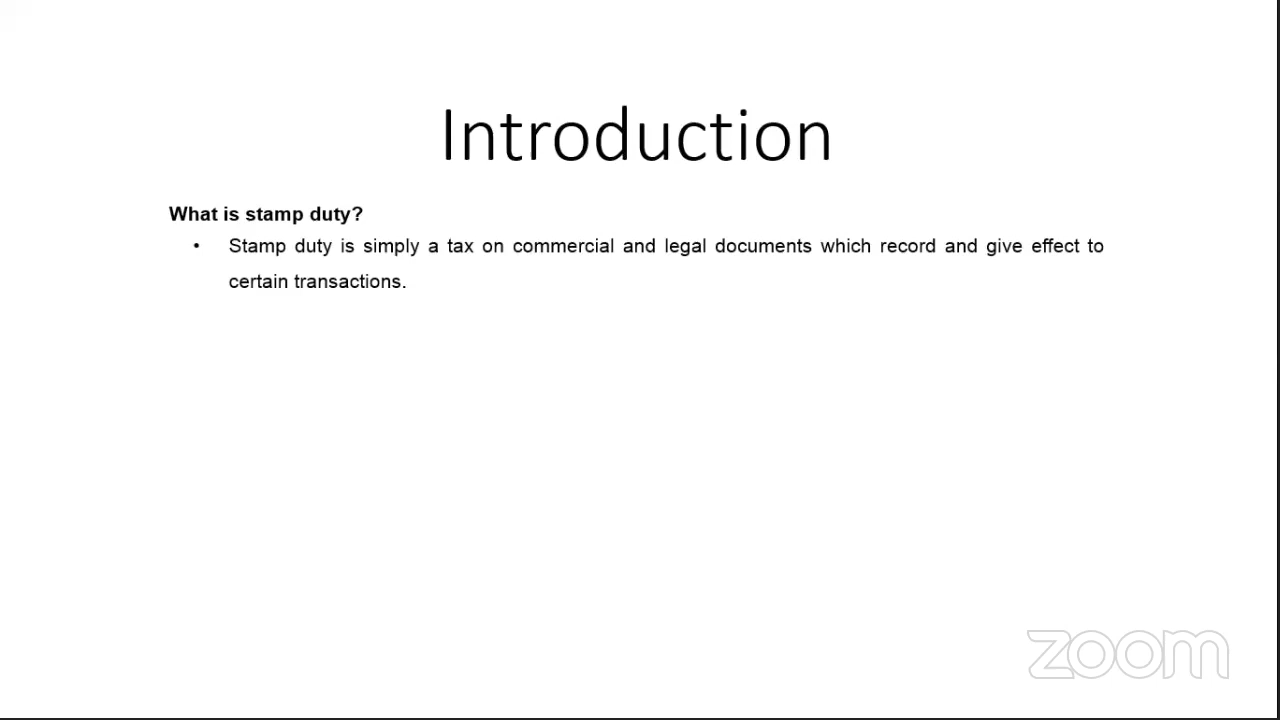 Introduction
What is stamp duty?
• Stamp duty is simply a tax on commercial and legal documents which record and give effect to
certain transactions.
zoom